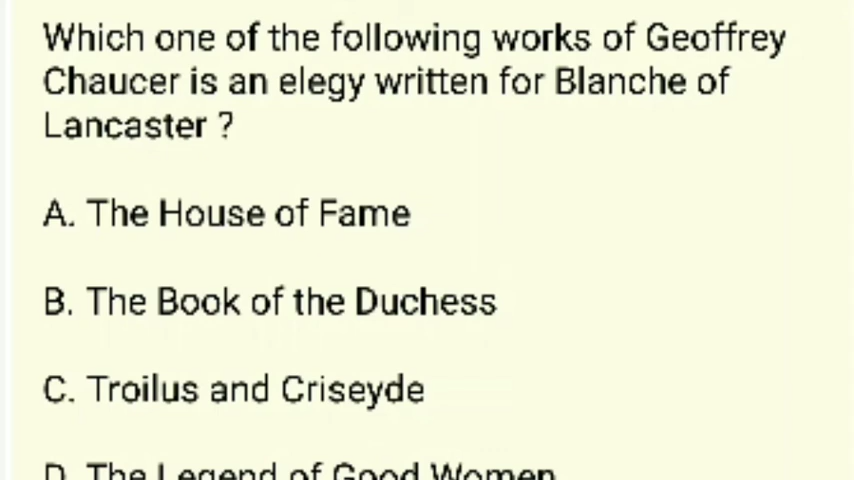 Which one of the following works of Geoffrey
Chaucer is an elegy written for Blanche of
Lancaster ?
A. The House of Fame
B. The Book of the Duchess
C. Troilus and Criseyde
D. The Legend of Good Women